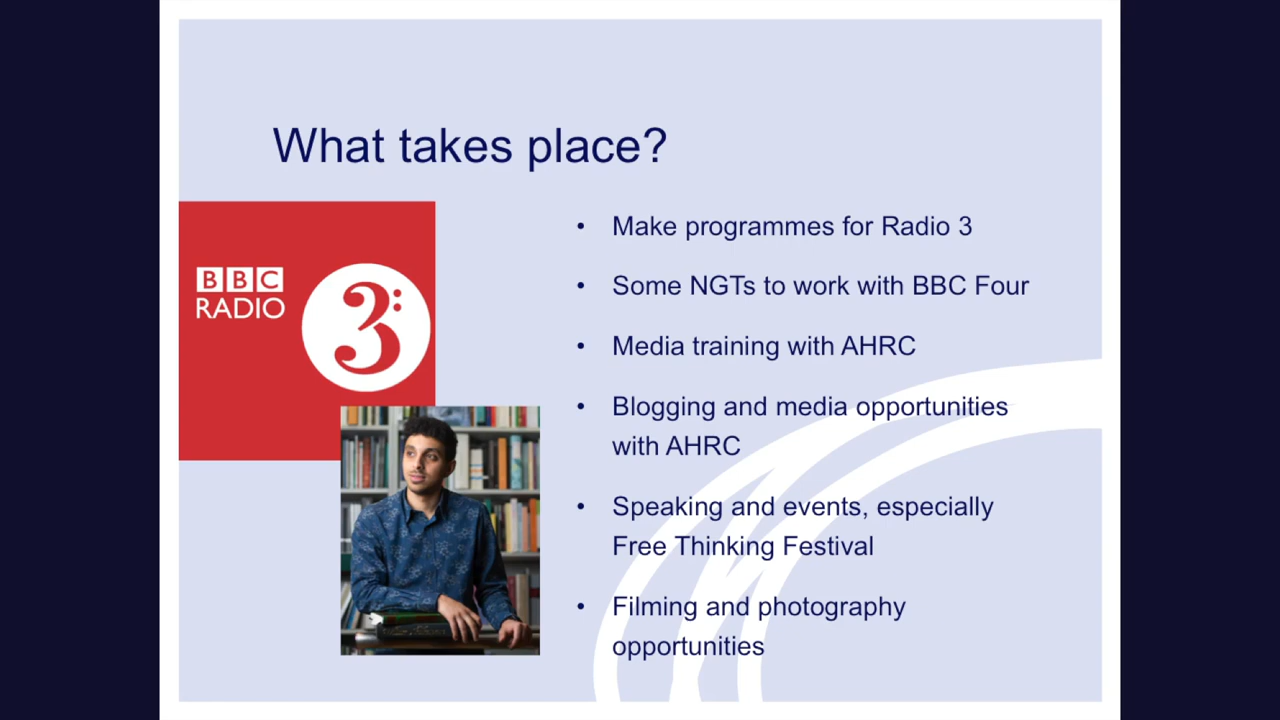 What takes place?
BBC
RADIO
3
• Make programmes for Radio 3
• Some NGTs to work with BBC Four
• Media training with AHRC
• Blogging and media opportunities
with AHRC
• Speaking and events, especially
Free Thinking Festival
• Filming and photography
opportunities